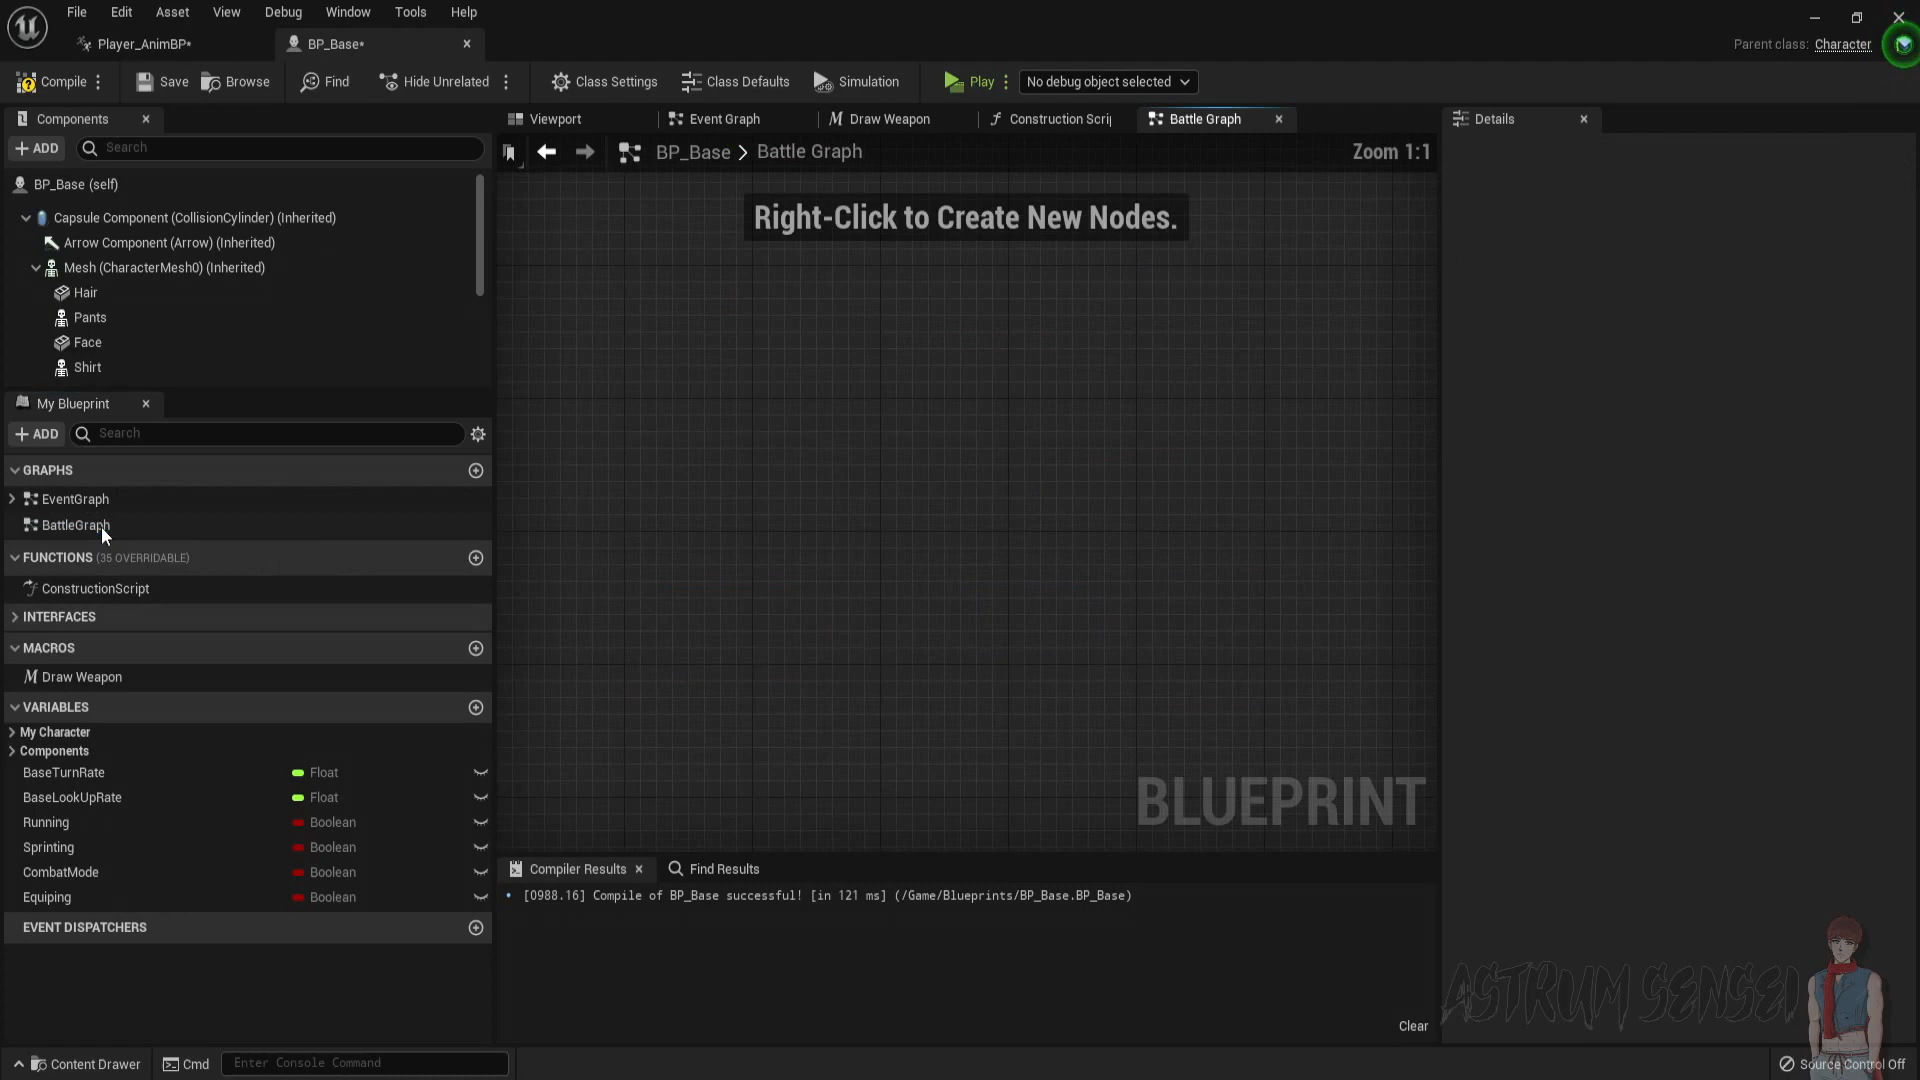 File Edit Asset View Debug Window Tools Help
Player_AnimBP* BP_Base*
Parent class: Character
Compile Save Browse Find Hide Unrelated Class Settings Class Defaults Simulation Play No debug object selected
Components
Viewport Event Graph Draw Weapon Construction Scrip Battle Graph
Details
ADD Search
BP_Base > Battle Graph Zoom 1:1
BP_Base (self)
Capsule Component (CollisionCylinder) (Inherited)
Arrow Component (Arrow) (Inherited)
Mesh (CharacterMesh0) (Inherited)
Hair
Pants
Face
Shirt
Right-Click to Create New Nodes.
My Blueprint
ADD Search
GRAPHS
EventGraph
BattleGraph
FUNCTIONS (35 OVERRIDABLE)
ConstructionScript
INTERFACES
MACROS
Draw Weapon
VARIABLES
My Character
Components
BaseTurnRate Float
BaseLookUpRate Float
Running Boolean
Sprinting Boolean
CombatMode Boolean
Equiping Boolean
EVENT DISPATCHERS
BLUEPRINT
Compiler Results Find Results
[0988.16] Compile of BP_Base successful! [in 121 ms] (/Game/Blueprints/BP_Base.BP_Base)
Clear
ASTRUM SENSEI
Content Drawer Cmd Enter Console Command Source Control Off